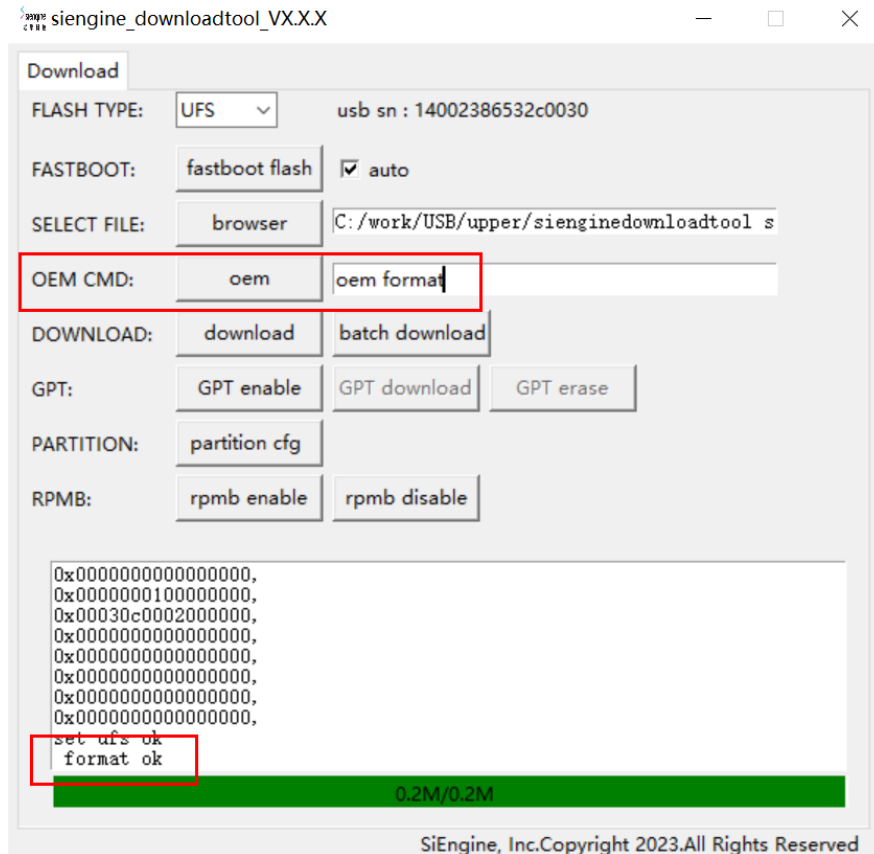 siengine_downloadtool_VX.X.X
Download
FLASH TYPE: UFS usb sn : 14002386532c0030
FASTBOOT: fastboot flash auto
SELECT FILE: browser C:/work/USB/upper/sienginedownloadtool s
OEM CMD: oem oem format
DOWNLOAD: download batch download
GPT: GPT enable GPT download GPT erase
PARTITION: partition cfg
RPMB: rpmb enable rpmb disable
0x0000000000000000,
0x0000000100000000,
0x00030c0002000000,
0x0000000000000000,
0x0000000000000000,
0x0000000000000000,
0x0000000000000000,
0x0000000000000000,
set ufs ok
format ok
0.2M/0.2M
SiEngine, Inc.Copyright 2023.All Rights Reserved